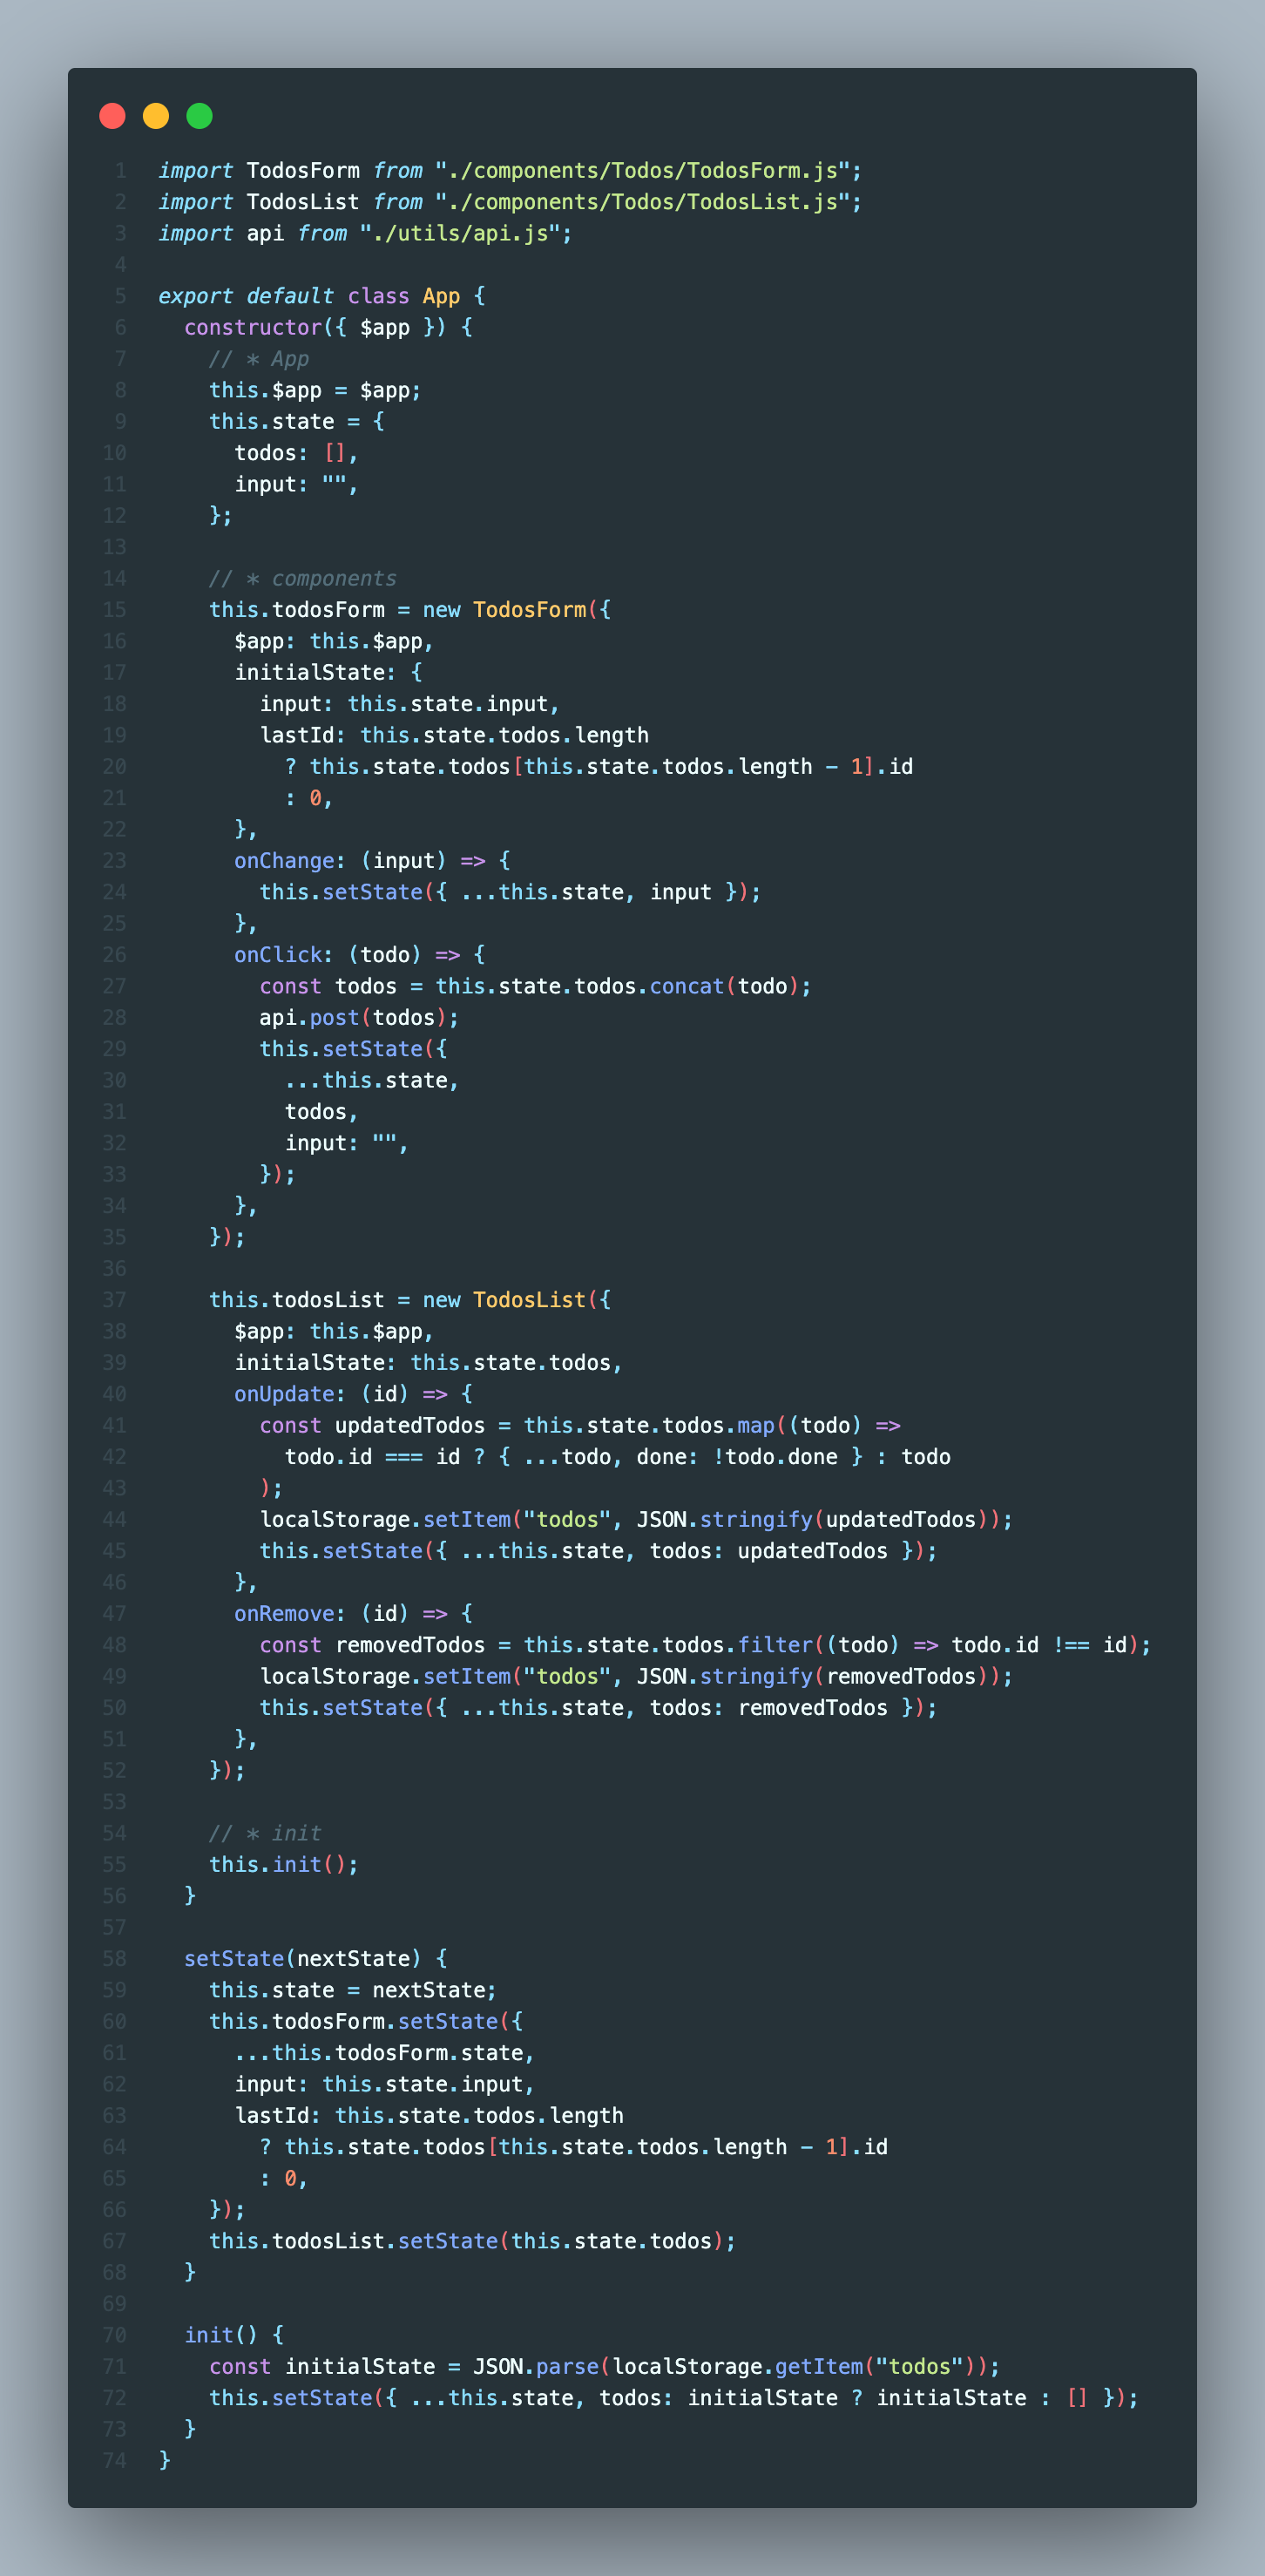 1 import TodosForm from "./components/Todos/TodosForm.js";
2 import TodosList from "./components/Todos/TodosList.js";
3 import api from "./utils/api.js";
4
5 export default class App {
6   constructor({ $app }) {
7     // * App
8     this.$app = $app;
9     this.state = {
10       todos: [],
11       input: "",
12     };
13
14     // * components
15     this.todosForm = new TodosForm({
16       $app: this.$app,
17       initialState: {
18         input: this.state.input,
19         lastId: this.state.todos.length
20           ? this.state.todos[this.state.todos.length - 1].id
21           : 0,
22       },
23       onChange: (input) => {
24         this.setState({ ...this.state, input });
25       },
26       onClick: (todo) => {
27         const todos = this.state.todos.concat(todo);
28         api.post(todos);
29         this.setState({
30           ...this.state,
31           todos,
32           input: "",
33         });
34       },
35     });
36
37     this.todosList = new TodosList({
38       $app: this.$app,
39       initialState: this.state.todos,
40       onUpdate: (id) => {
41         const updatedTodos = this.state.todos.map((todo) =>
42           todo.id === id ? { ...todo, done: !todo.done } : todo
43         );
44         localStorage.setItem("todos", JSON.stringify(updatedTodos));
45         this.setState({ ...this.state, todos: updatedTodos });
46       },
47       onRemove: (id) => {
48         const removedTodos = this.state.todos.filter((todo) => todo.id !== id);
49         localStorage.setItem("todos", JSON.stringify(removedTodos));
50         this.setState({ ...this.state, todos: removedTodos });
51       },
52     });
53
54     // * init
55     this.init();
56   }
57
58   setState(nextState) {
59     this.state = nextState;
60     this.todosForm.setState({
61       ...this.todosForm.state,
62       input: this.state.input,
63       lastId: this.state.todos.length
64         ? this.state.todos[this.state.todos.length - 1].id
65         : 0,
66     });
67     this.todosList.setState(this.state.todos);
68   }
69
70   init() {
71     const initialState = JSON.parse(localStorage.getItem("todos"));
72     this.setState({ ...this.state, todos: initialState ? initialState : [] });
73   }
74 }